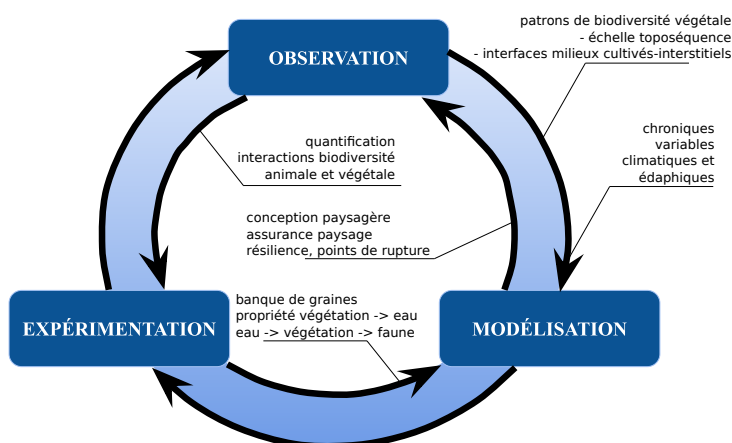 patrons de biodiversité végétale
- échelle toposéquence
- interfaces milieux cultivés-interstitiels
OBSERVATION
chroniques
variables
climatiques et
édaphiques
quantification
interactions biodiversité
animale et végétale
conception paysagère
assurance paysage
résilience, points de rupture
banque de graines
propriété végétation -> eau
eau -> végétation -> faune
EXPÉRIMENTATION
MODÉLISATION